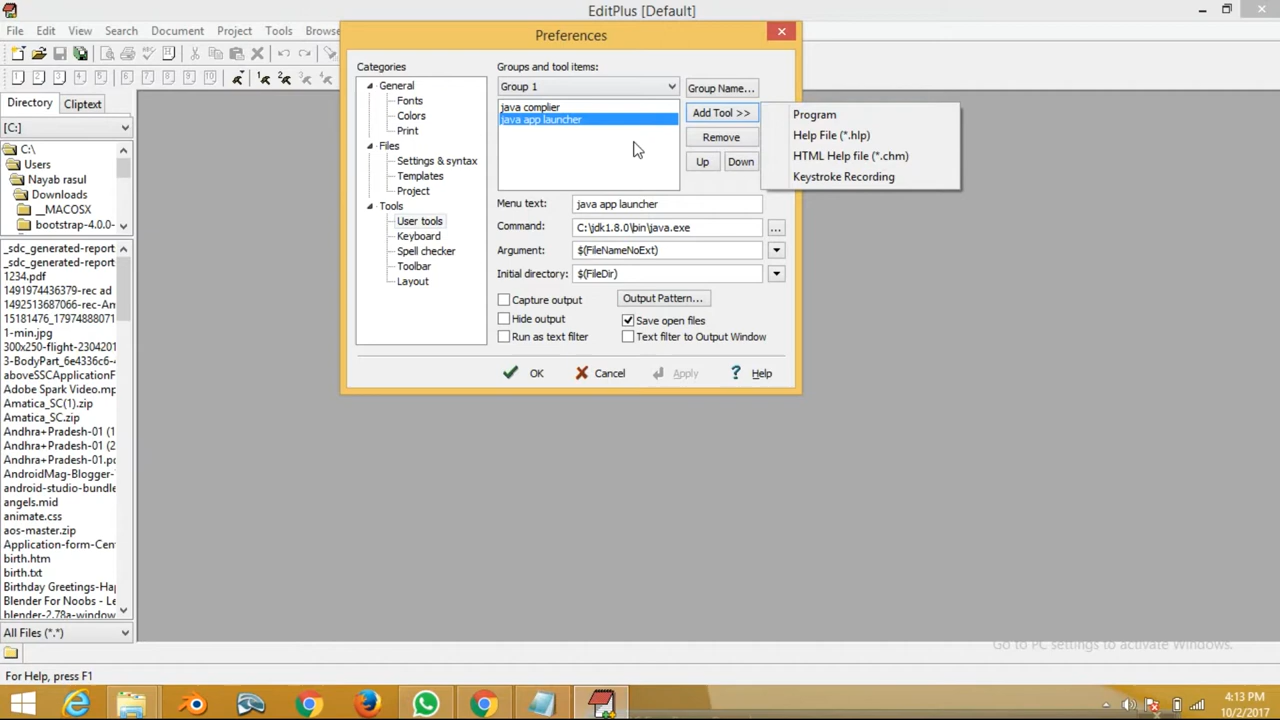 EditPlus [Default]
File Edit View Search Document Project Tools Browse
Preferences
Categories
General
Fonts
Colors
Print
Files
Settings & syntax
Templates
Project
Tools
User tools
Keyboard
Spell checker
Toolbar
Layout
Groups and tool items:
Group 1
Group Name...
java complier
java app launcher
Add Tool >>
Remove
Up Down
Program
Help File (*.hlp)
HTML Help file (*.chm)
Keystroke Recording
Menu text: java app launcher
Command: C:\jdk1.8.0\bin\java.exe ...
Argument: $(FileNameNoExt)
Initial directory: $(FileDir)
Capture output Output Pattern...
Hide output Save open files
Run as text filter Text filter to Output Window
OK Cancel Apply ? Help
Directory Cliptext
[C:]
C:\
Users
Nayab rasul
Downloads
__MACOSX
bootstrap-4.0.0-
_sdc_generated-report
_sdc_generated-report
1234.pdf
1491974436379-rec ad
1492513687066-rec-Am
15181476_17974888071
1-min.jpg
300x250-flight-2304201
3-BodyPart_6e4336c6-
aboveSSCApplicationF
Adobe Spark Video.mp
Amatica_SC(1).zip
Amatica_SC.zip
Andhra+Pradesh-01 (1
Andhra+Pradesh-01 (2
Andhra+Pradesh-01.pd
AndroidMag-Blogger-
android-studio-bundle
angels.mid
animate.css
aos-master.zip
Application-form-Cent
birth.htm
birth.txt
Birthday Greetings-Hap
Blender For Noobs - Le
blender-2.78a-window
All Files (*.*)
Go to PC settings to activate Windows.
For Help, press F1
4:13 PM
10/2/2017